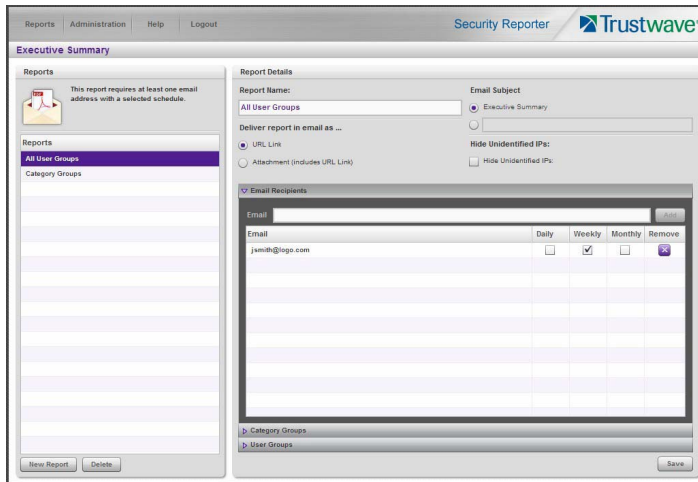 Reports Administration Help Logout
Security Reporter
Trustwave
Executive Summary
Reports
PDF
This report requires at least one email
address with a selected schedule.
Reports
All User Groups
Category Groups
New Report Delete
Report Details
Report Name:
All User Groups
Deliver report in email as ...
URL Link
Attachment (includes URL Link)
Email Subject
Executive Summary
Hide Unidentified IPs:
Hide Unidentified IPs:
Email Recipients
Email
Add
Email Daily Weekly Monthly Remove
jsmith@logo.com
Category Groups
User Groups
Save